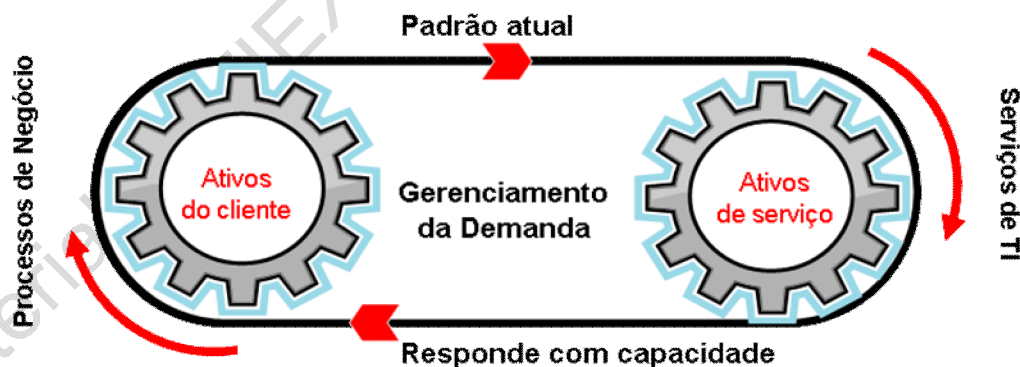 Padrão atual
Processos de Negócio
Ativos
do cliente
Gerenciamento
da Demanda
Ativos
de serviço
Serviços de TI
Responde com capacidade